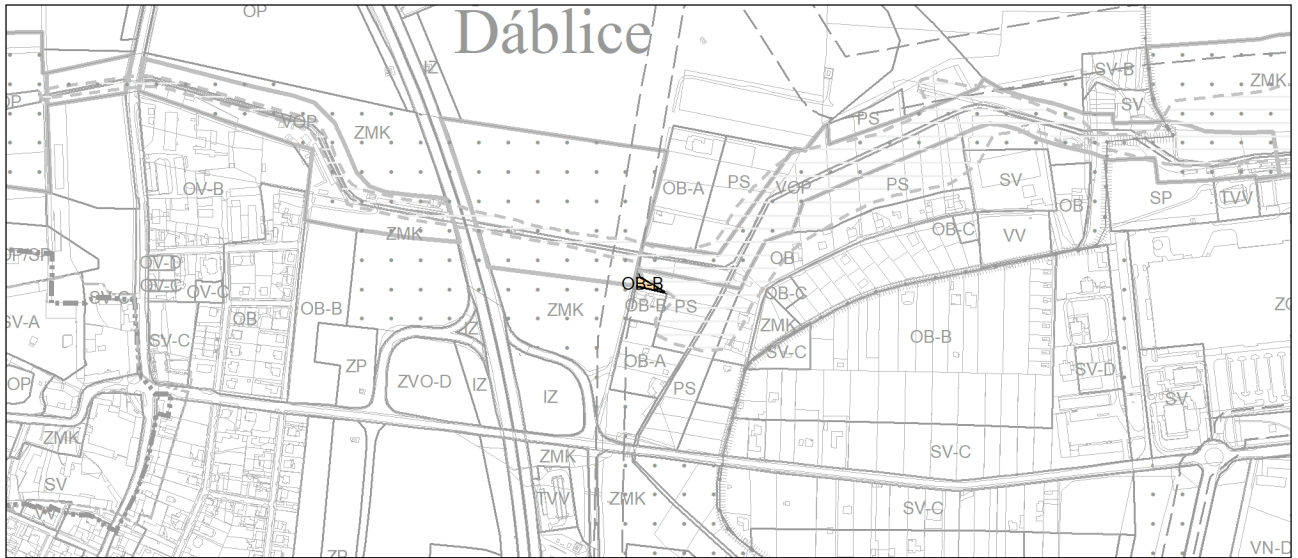 OP
Dáblice
IZ
SV-B
ZMK
OP
SV
PS
VOP
ZMK
OV-B
OB-A
PS
VOP
PS
SV
OB
SP
TVV
OB-C
VV
ZMK
OB
OV-D
OV-C
OV-C
OB-B
OB-B
PS
OB-C
SV-C
SV-A
OB
OB-B
ZMK
ZMK
SV-C
OB-B
SV-C
IZ
ZP
OB-A
SV-D
OP
ZVO-D
IZ
IZ
PS
SV
ZMK
ZMK
SV-C
SV
TVV
ZMK
SV-C
VV
ZP
VN-D